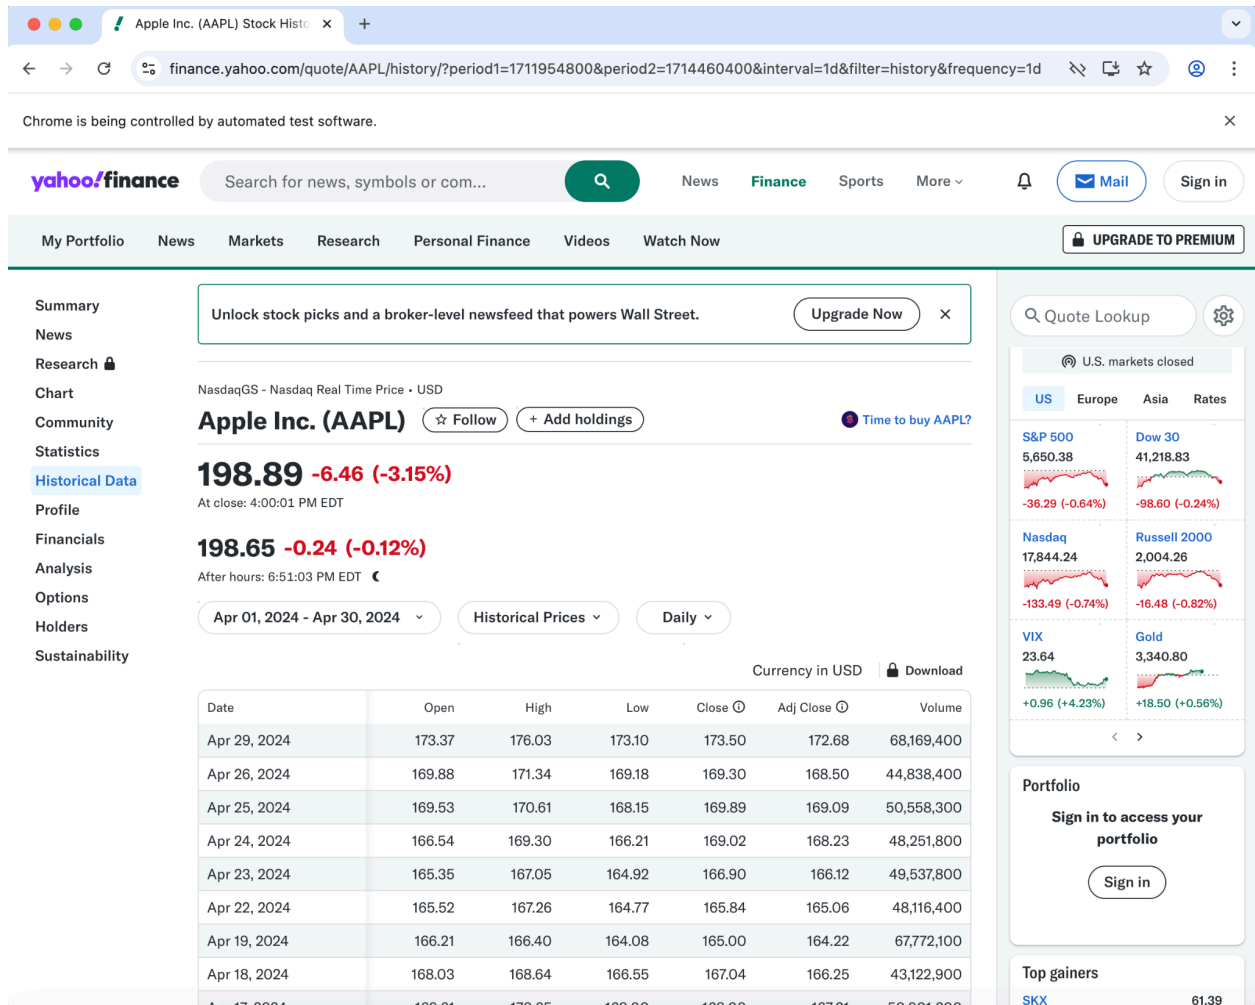 Apple Inc. (AAPL) Stock Histo
finance.yahoo.com/quote/AAPL/history/?period1=1711954800&period2=1714460400&interval=1d&filter=history&frequency=1d
Chrome is being controlled by automated test software.
yahoo!finance
Search for news, symbols or com...
News Finance Sports More
Mail
Sign in
My Portfolio News Markets Research Personal Finance Videos Watch Now
UPGRADE TO PREMIUM
Summary
News
Research
Chart
Community
Statistics
Historical Data
Profile
Financials
Analysis
Options
Holders
Sustainability
Unlock stock picks and a broker-level newsfeed that powers Wall Street.
Upgrade Now
NasdaqGS - Nasdaq Real Time Price • USD
Apple Inc. (AAPL)
Follow
+ Add holdings
Time to buy AAPL?
198.89 -6.46 (-3.15%)
At close: 4:00:01 PM EDT
198.65 -0.24 (-0.12%)
After hours: 6:51:03 PM EDT
Apr 01, 2024 - Apr 30, 2024
Historical Prices
Daily
Currency in USD
Download
Date Open High Low Close Adj Close Volume
Apr 29, 2024 173.37 176.03 173.10 173.50 172.68 68,169,400
Apr 26, 2024 169.88 171.34 169.18 169.30 168.50 44,838,400
Apr 25, 2024 169.53 170.61 168.15 169.89 169.09 50,558,300
Apr 24, 2024 166.54 169.30 166.21 169.02 168.23 48,251,800
Apr 23, 2024 165.35 167.05 164.92 166.90 166.12 49,537,800
Apr 22, 2024 165.52 167.26 164.77 165.84 165.06 48,116,400
Apr 19, 2024 166.21 166.40 164.08 165.00 164.22 67,772,100
Apr 18, 2024 168.03 168.64 166.55 167.04 166.25 43,122,900
Quote Lookup
U.S. markets closed
US Europe Asia Rates
S&P 500
5,650.38
-36.29 (-0.64%)
Dow 30
41,218.83
-98.60 (-0.24%)
Nasdaq
17,844.24
-133.49 (-0.74%)
Russell 2000
2,004.26
-16.48 (-0.82%)
VIX
23.64
+0.96 (+4.23%)
Gold
3,340.80
+18.50 (+0.56%)
Portfolio
Sign in to access your
portfolio
Sign in
Top gainers
SKX 61.39